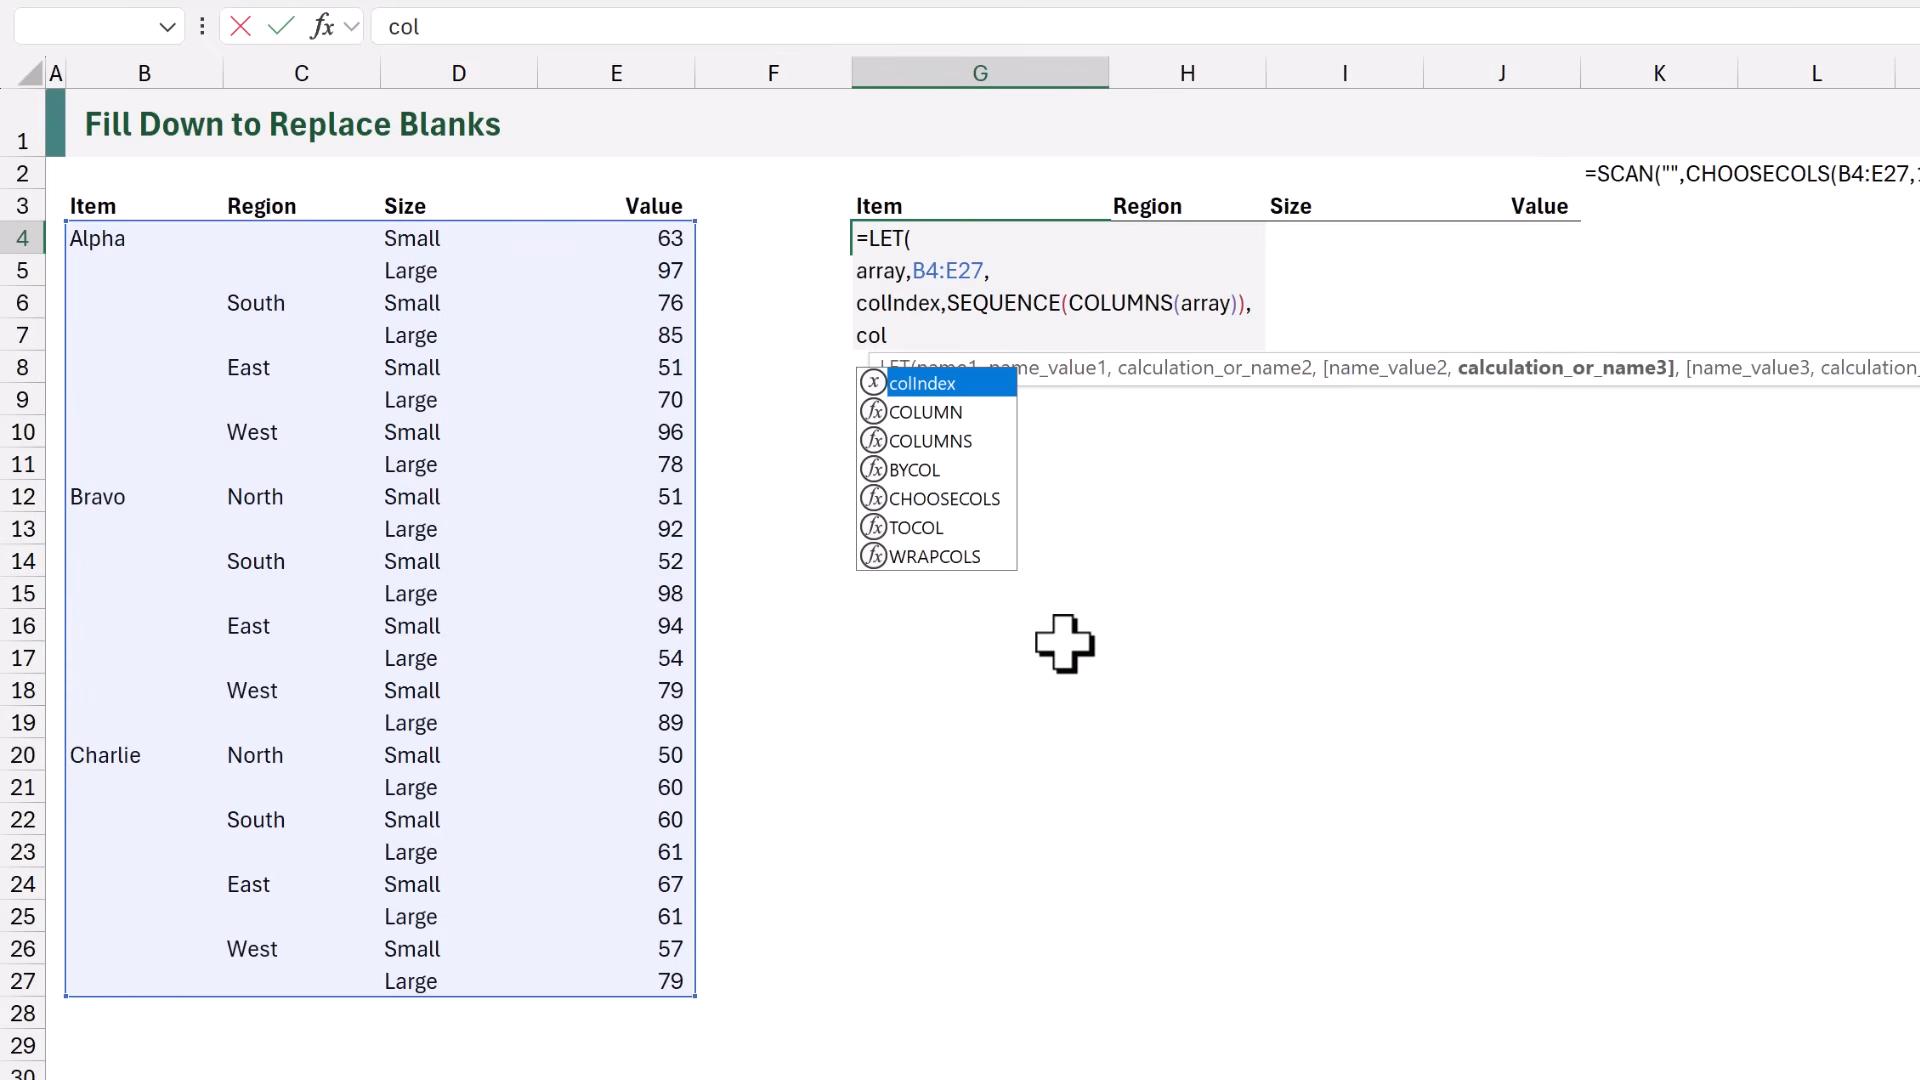 col
A B C D E F G H I J K L
1 Fill Down to Replace Blanks
2 =SCAN("",CHOOSECOLS(B4:E27,
3 Item Region Size Value Item Region Size Value
4 Alpha Small 63 =LET(
5 Large 97 array,B4:E27,
6 South Small 76 colIndex,SEQUENCE(COLUMNS(array)),
7 Large 85 col
8 East Small 51 LET(name1, name_value1, calculation_or_name2, [name_value2, calculation_or_name3], [name_value3, calculation_
colIndex
9 Large 70 COLUMN
10 West Small 96 COLUMNS
11 Large 78 BYCOL
12 Bravo North Small 51 CHOOSECOLS
13 Large 92 TOCOL
14 South Small 52 WRAPCOLS
15 Large 98
16 East Small 94
17 Large 54
18 West Small 79
19 Large 89
20 Charlie North Small 50
21 Large 60
22 South Small 60
23 Large 61
24 East Small 67
25 Large 61
26 West Small 57
27 Large 79
28
29
30